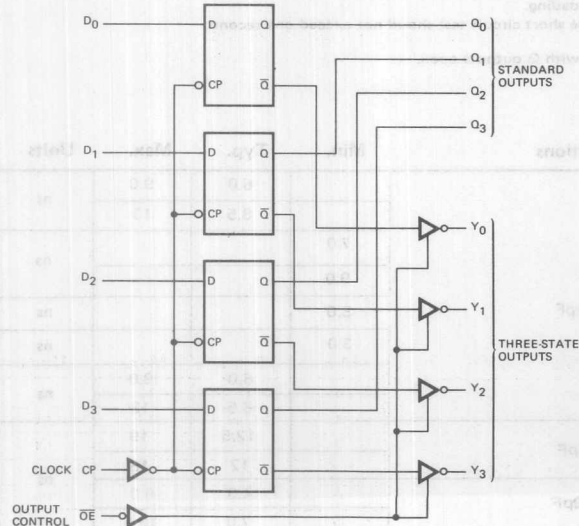 D0
D Q
Q0
Q1
STANDARD
OUTPUTS
Q2
Q3
CP Q̅
D1
D Q
CP Q̅
Y0
D2
D Q
Y1
CP Q̅
THREE-STATE
OUTPUTS
Y2
D3
D Q
CLOCK CP
CP Q̅
Y3
OUTPUT
CONTROL O̅E̅